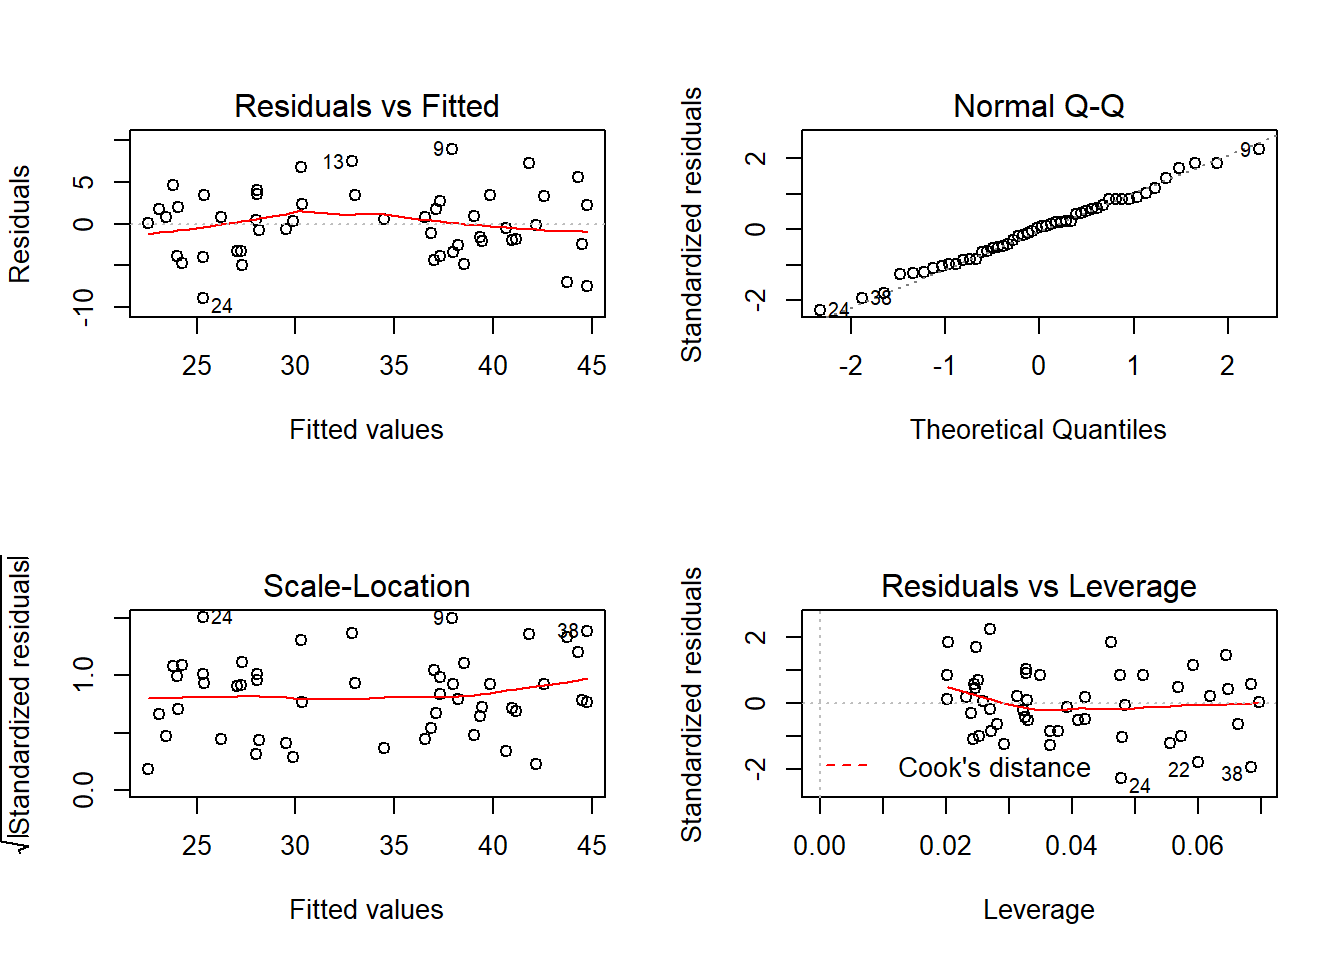 Residuals vs Fitted
Residuals
5
0
-10
13
9
24
25 30 35 40 45
Fitted values
Normal Q-Q
Standardized residuals
2
0
-2
9
24
38
-2 -1 0 1 2
Theoretical Quantiles
Scale-Location
√|Standardized residuals|
1.0
0.0
24
9
38
25 30 35 40 45
Fitted values
Residuals vs Leverage
Standardized residuals
2
0
-2
Cook's distance
24
22
38
0.00 0.02 0.04 0.06
Leverage